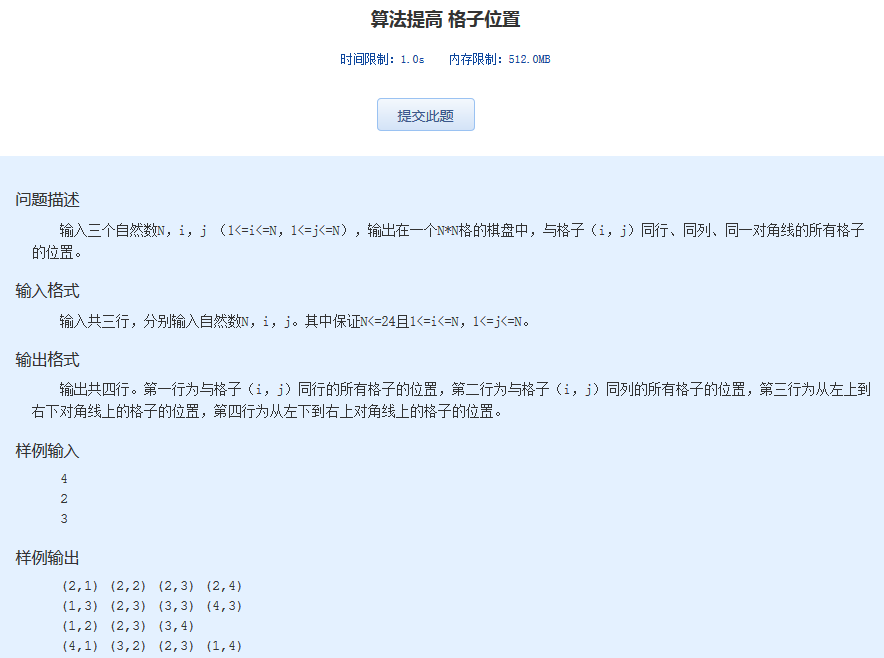 算法提高 格子位置
时间限制：1.0s 内存限制：512.0MB
提交此题
问题描述
输入三个自然数N，i，j （1<=i<=N，1<=j<=N），输出在一个N*N格的棋盘中，与格子（i，j）同行、同列、同一对角线的所有格子
的位置。
输入格式
输入共三行，分别输入自然数N，i，j。其中保证N<=24且1<=i<=N，1<=j<=N。
输出格式
输出共四行。第一行为与格子（i，j）同行的所有格子的位置，第二行为与格子（i，j）同列的所有格子的位置，第三行为从左上到
右下对角线上的格子的位置，第四行为从左下到右上对角线上的格子的位置。
样例输入
4
2
3
样例输出
(2,1) (2,2) (2,3) (2,4)
(1,3) (2,3) (3,3) (4,3)
(1,2) (2,3) (3,4)
(4,1) (3,2) (2,3) (1,4)